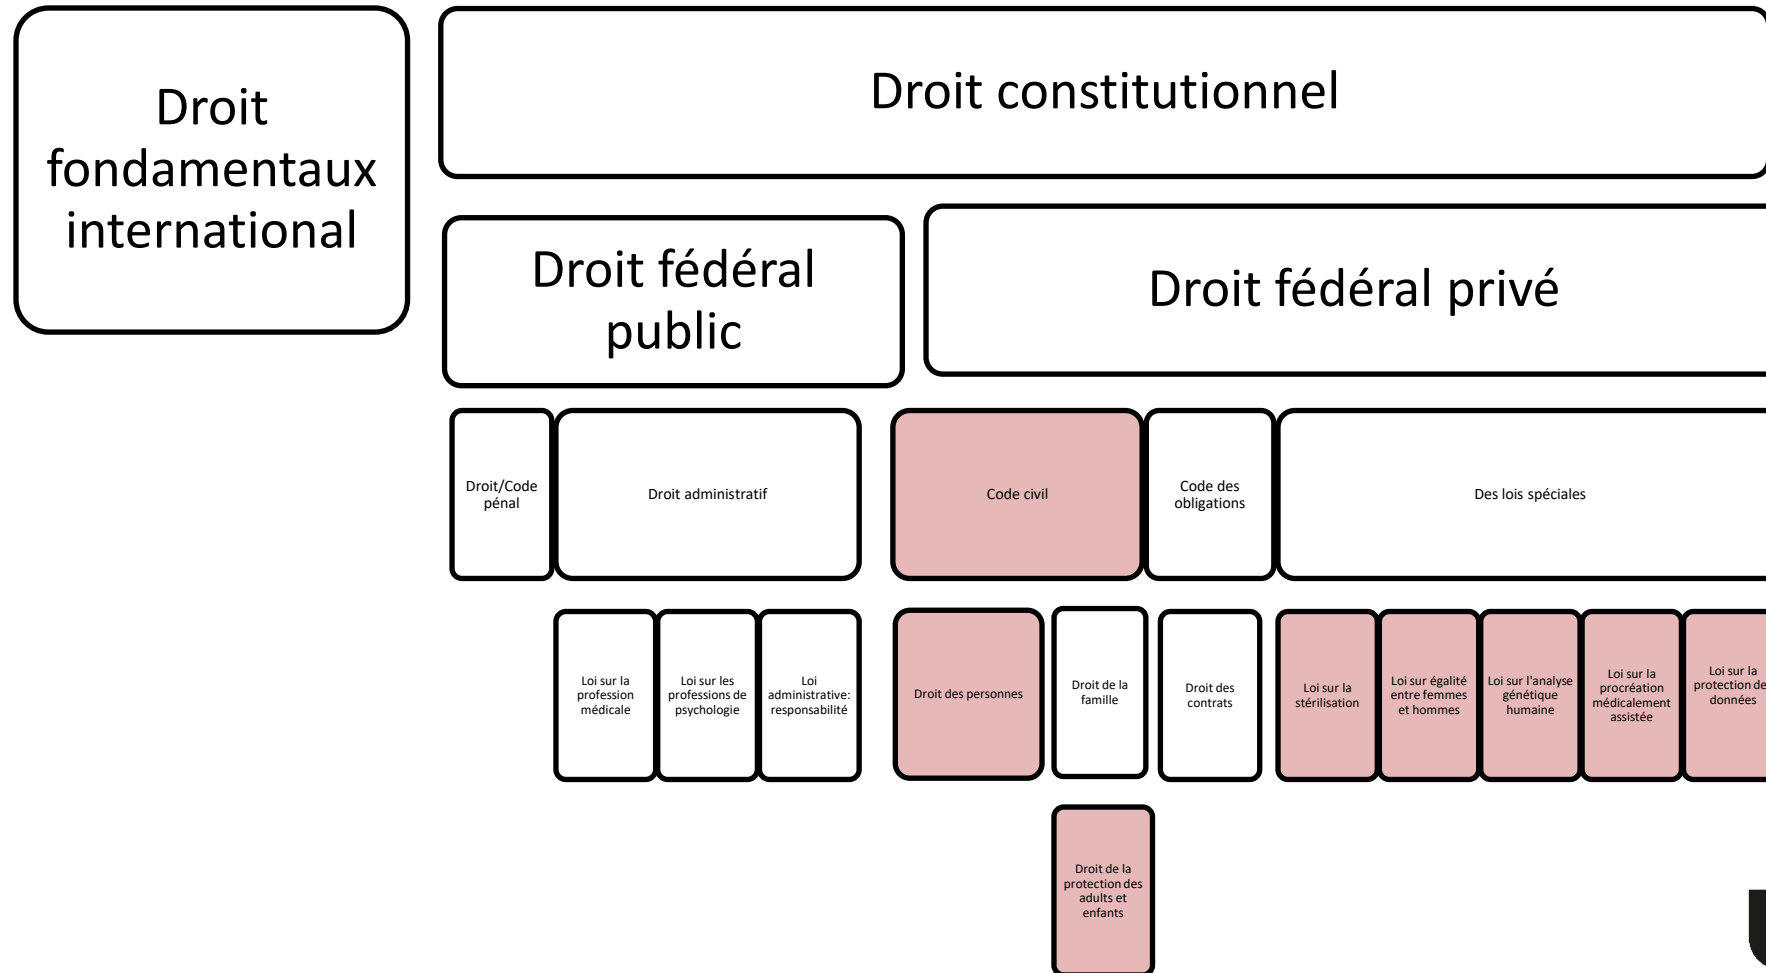 Droit
fondamentaux
international
Droit constitutionnel
Droit fédéral
public
Droit fédéral privé
Droit/Code
pénal
Droit administratif
Code civil
Code des
obligations
Des lois spéciales
Loi sur la
profession
médicale
Loi sur les
professions de
psychologie
Loi
administrative:
responsabilité
Droit des personnes
Droit de la
famille
Droit des
contrats
Loi sur la
stérilisation
Loi sur égalité
entre femmes
et hommes
Loi sur l'analyse
génétique
humaine
Loi sur la
procréation
médicalement
assistée
Loi sur la
protection de
données
Droit de la
protection des
adults et
enfants